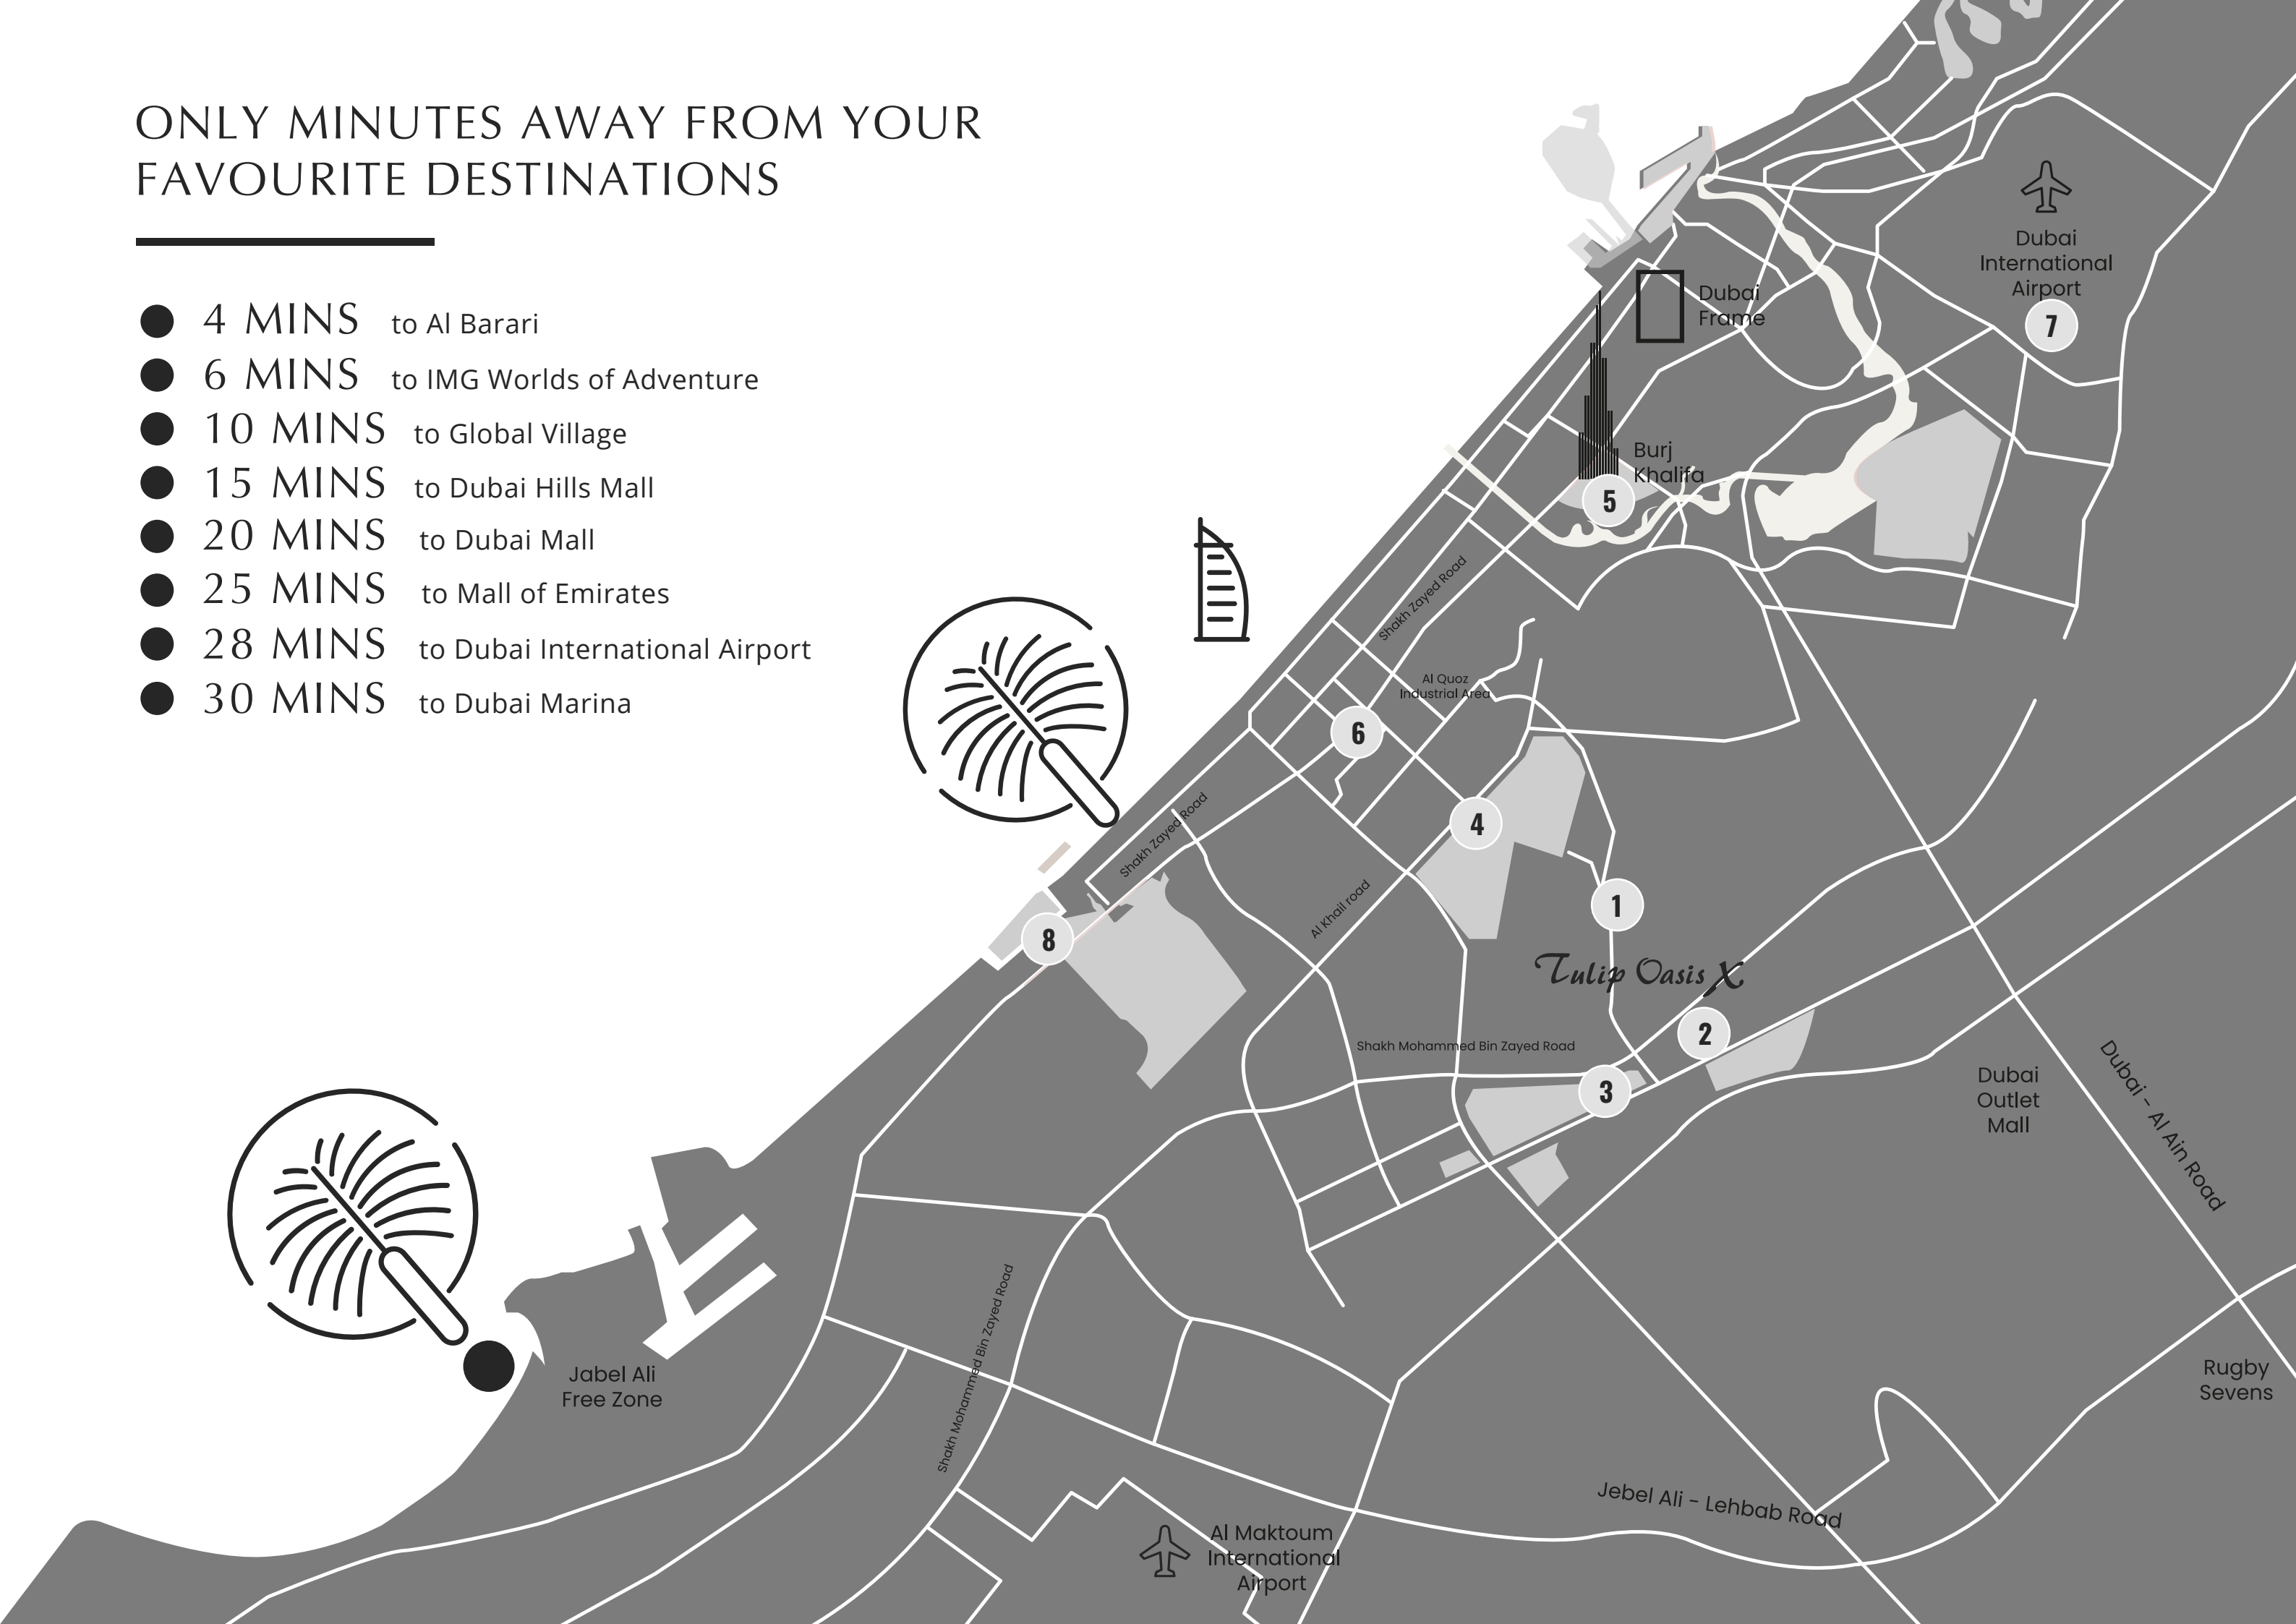 ONLY MINUTES AWAY FROM YOUR
FAVOURITE DESTINATIONS
4 MINS to Al Barari
6 MINS to IMG Worlds of Adventure
10 MINS to Global Village
15 MINS to Dubai Hills Mall
20 MINS to Dubai Mall
25 MINS to Mall of Emirates
28 MINS to Dubai International Airport
30 MINS to Dubai Marina
Dubai
International
Airport
7
Dubai
Frame
Burj
Khalifa
5
Shakh Zayed Road
Al Quoz
Industrial Area
6
4
Shakh Zayed Road
Al Khail road
1
8
Tulip Oasis X
2
Shakh Mohammed Bin Zayed Road
3
Dubai
Outlet
Mall
Dubai - Al Ain Road
Jabel Ali
Free Zone
Shakh Mohammed Bin Zayed Road
Rugby
Sevens
Jebel Ali - Lehbab Road
Al Maktoum
International
Airport